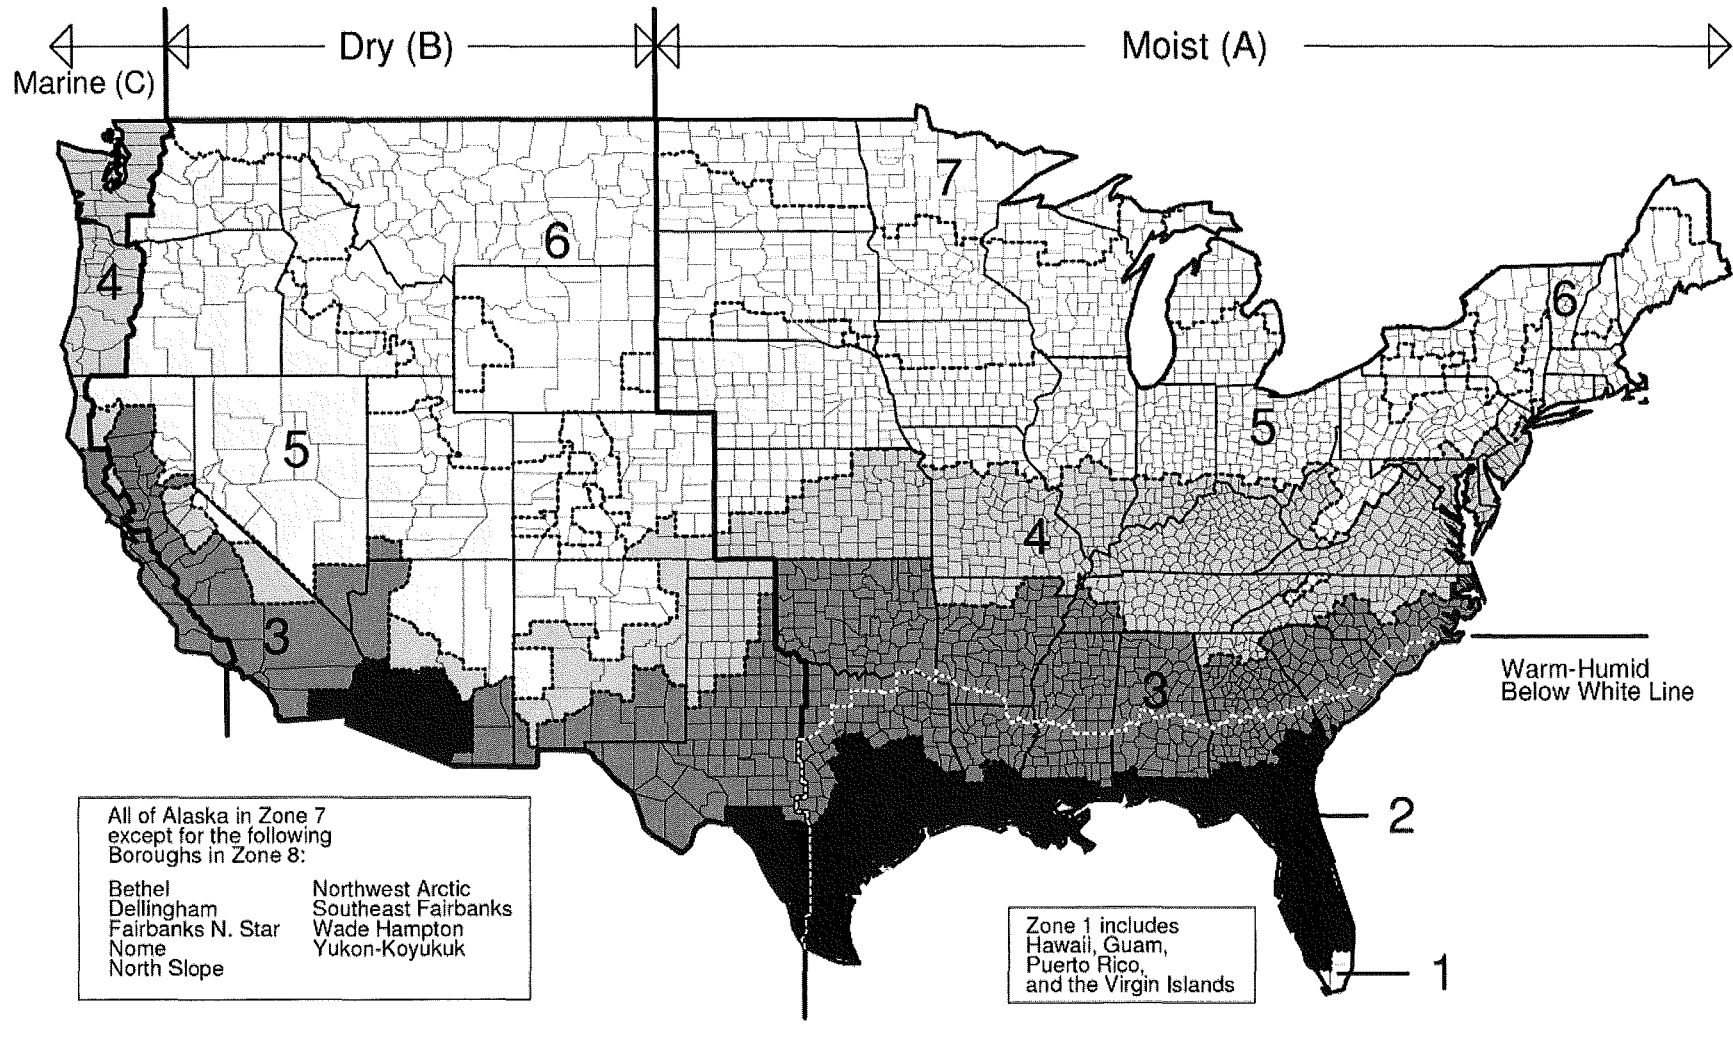 Dry (B)
Moist (A)
Marine (C)
7
6
4
6
5
5
4
3
3
Warm-Humid
Below White Line
All of Alaska in Zone 7
except for the following
Boroughs in Zone 8:
Bethel
Dellingham
Fairbanks N. Star
Nome
North Slope
Northwest Arctic
Southeast Fairbanks
Wade Hampton
Yukon-Koyukuk
2
Zone 1 includes
Hawaii, Guam,
Puerto Rico,
and the Virgin Islands
1